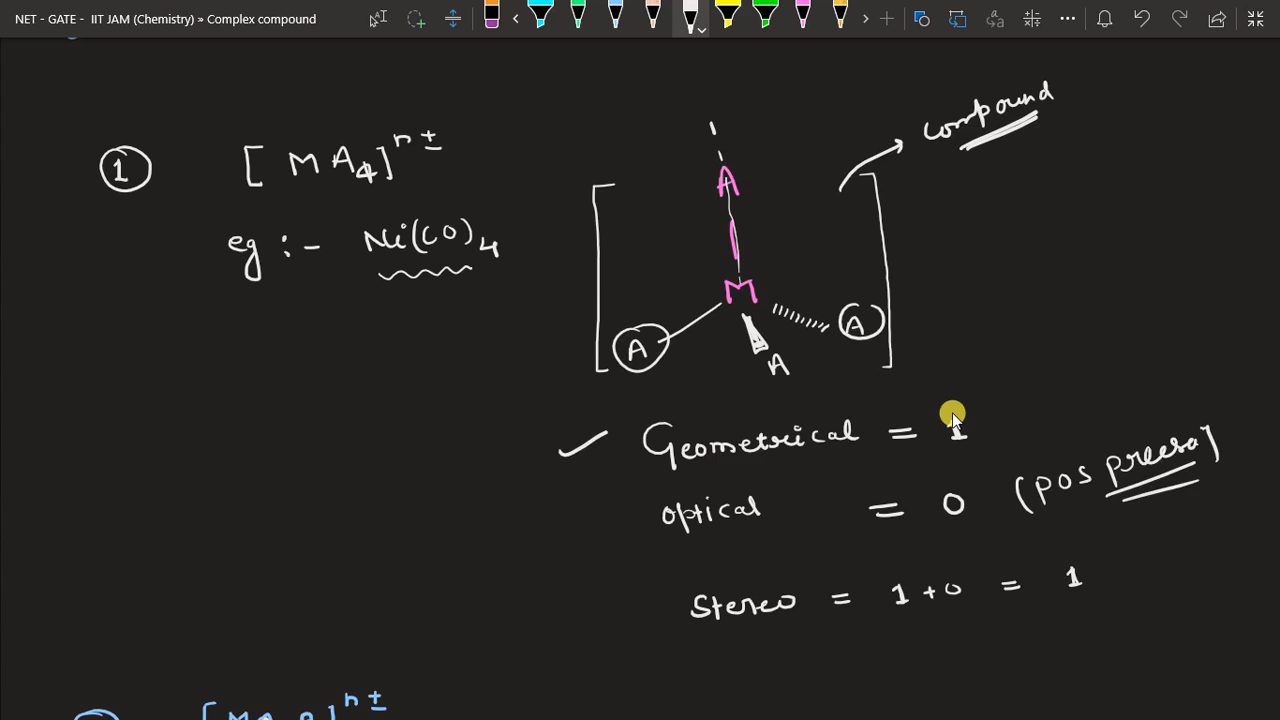 NET - GATE - IIT JAM (Chemistry) » Complex compound
compound
① [MA4]n±
eg :- Ni(CO)4
A
M
A
A
A
Geometrical = 1
optical = 0 (POS
Stereo = 1 + 0 = 1
n±